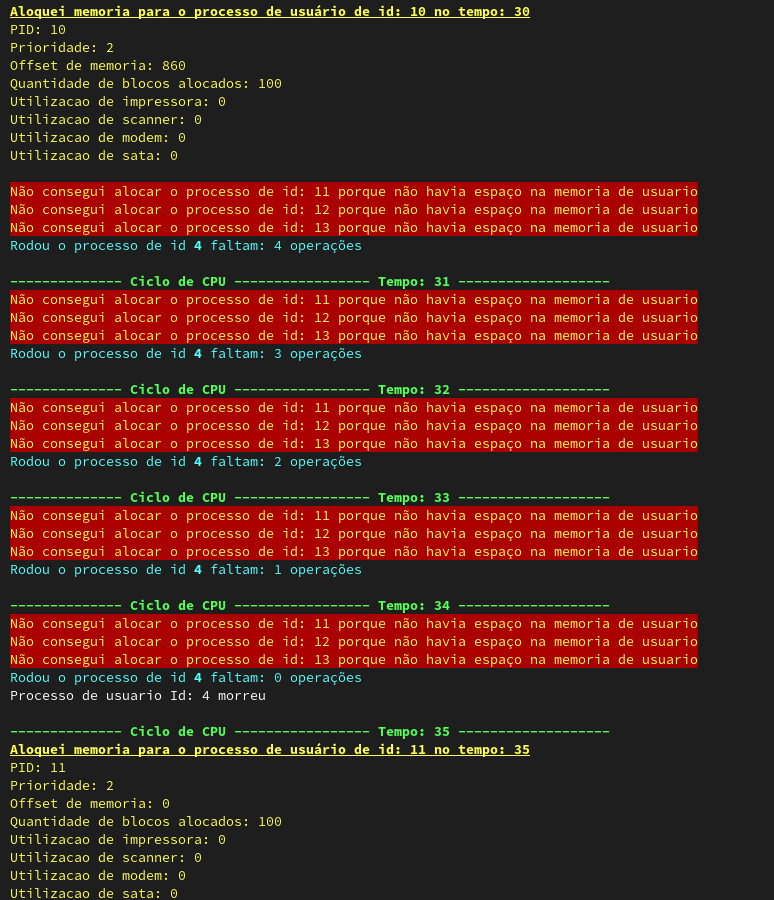 Aloquei memoria para o processo de usuário de id: 10 no tempo: 30
PID: 10
Prioridade: 2
Offset de memoria: 860
Quantidade de blocos alocados: 100
Utilizacao de impressora: 0
Utilizacao de scanner: 0
Utilizacao de modem: 0
Utilizacao de sata: 0
Não consegui alocar o processo de id: 11 porque não havia espaço na memoria de usuario
Não consegui alocar o processo de id: 12 porque não havia espaço na memoria de usuario
Não consegui alocar o processo de id: 13 porque não havia espaço na memoria de usuario
Rodou o processo de id 4 faltam: 4 operações
-------------- Ciclo de CPU ----------------- Tempo: 31 -------------------
Não consegui alocar o processo de id: 11 porque não havia espaço na memoria de usuario
Não consegui alocar o processo de id: 12 porque não havia espaço na memoria de usuario
Não consegui alocar o processo de id: 13 porque não havia espaço na memoria de usuario
Rodou o processo de id 4 faltam: 3 operações
-------------- Ciclo de CPU ----------------- Tempo: 32 -------------------
Não consegui alocar o processo de id: 11 porque não havia espaço na memoria de usuario
Não consegui alocar o processo de id: 12 porque não havia espaço na memoria de usuario
Não consegui alocar o processo de id: 13 porque não havia espaço na memoria de usuario
Rodou o processo de id 4 faltam: 2 operações
-------------- Ciclo de CPU ----------------- Tempo: 33 -------------------
Não consegui alocar o processo de id: 11 porque não havia espaço na memoria de usuario
Não consegui alocar o processo de id: 12 porque não havia espaço na memoria de usuario
Não consegui alocar o processo de id: 13 porque não havia espaço na memoria de usuario
Rodou o processo de id 4 faltam: 1 operações
-------------- Ciclo de CPU ----------------- Tempo: 34 -------------------
Não consegui alocar o processo de id: 11 porque não havia espaço na memoria de usuario
Não consegui alocar o processo de id: 12 porque não havia espaço na memoria de usuario
Não consegui alocar o processo de id: 13 porque não havia espaço na memoria de usuario
Rodou o processo de id 4 faltam: 0 operações
Processo de usuario Id: 4 morreu
-------------- Ciclo de CPU ----------------- Tempo: 35 -------------------
Aloquei memoria para o processo de usuário de id: 11 no tempo: 35
PID: 11
Prioridade: 2
Offset de memoria: 0
Quantidade de blocos alocados: 100
Utilizacao de impressora: 0
Utilizacao de scanner: 0
Utilizacao de modem: 0
Utilizacao de sata: 0